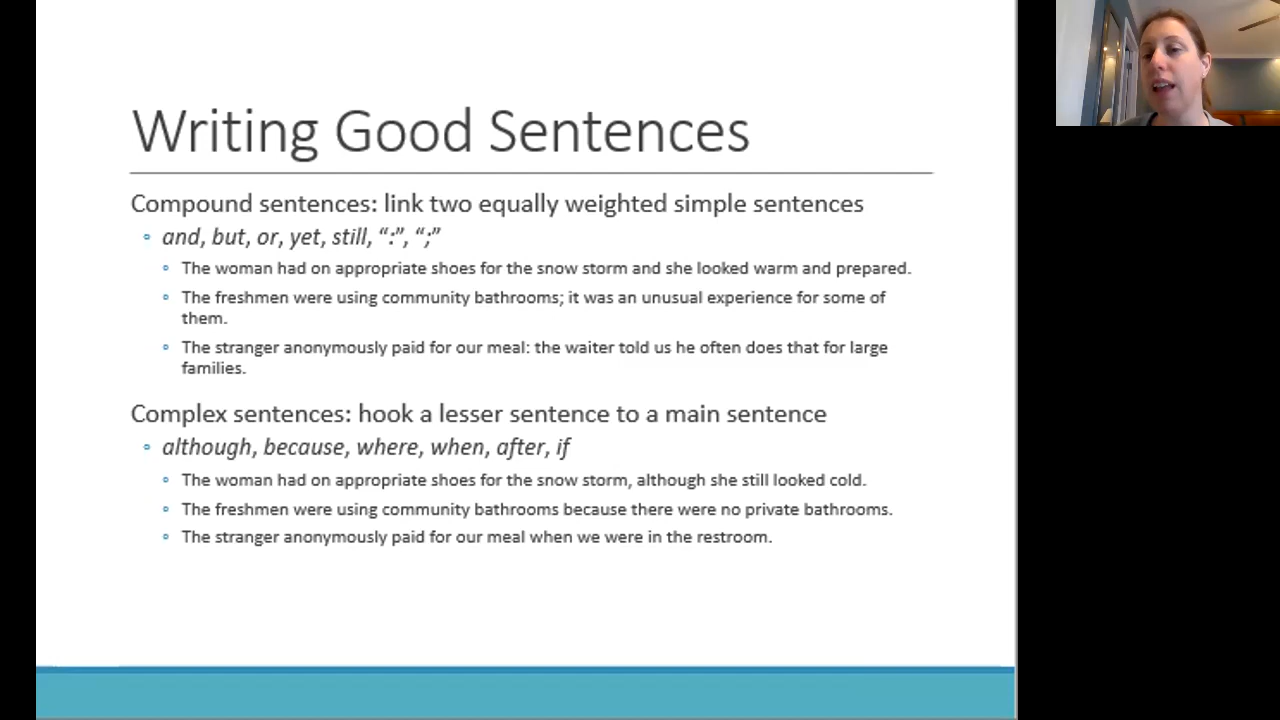 Writing Good Sentences
Compound sentences: link two equally weighted simple sentences
and, but, or, yet, still, “:”, “;”
The woman had on appropriate shoes for the snow storm and she looked warm and prepared.
The freshmen were using community bathrooms; it was an unusual experience for some of
them.
The stranger anonymously paid for our meal: the waiter told us he often does that for large
families.
Complex sentences: hook a lesser sentence to a main sentence
although, because, where, when, after, if
The woman had on appropriate shoes for the snow storm, although she still looked cold.
The freshmen were using community bathrooms because there were no private bathrooms.
The stranger anonymously paid for our meal when we were in the restroom.